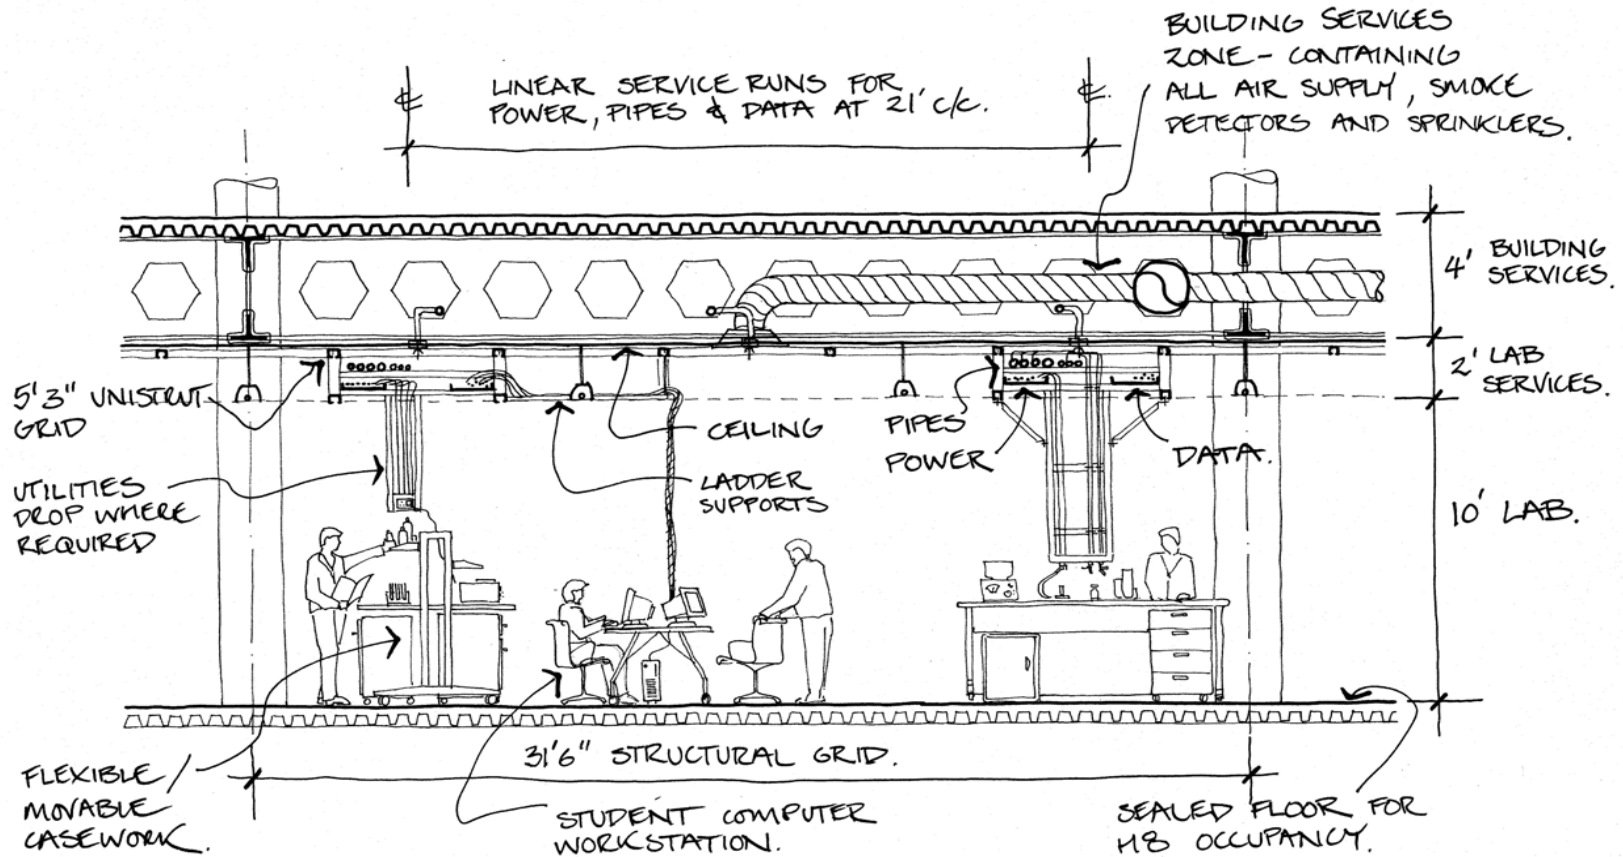 BUILDING SERVICES
ZONE - CONTAINING
ALL AIR SUPPLY, SMOKE
DETECTORS AND SPRINKLERS.
℄
LINEAR SERVICE RUNS FOR
POWER, PIPES & DATA AT 21' C/C.
℄
4' BUILDING
SERVICES.
2' LAB
SERVICES.
5'3" UNISTRUT
GRID
CEILING
PIPES
POWER
DATA.
UTILITIES
DROP WHERE
REQUIRED
LADDER
SUPPORTS
10' LAB.
31'6" STRUCTURAL GRID.
FLEXIBLE /
MOVABLE
CASEWORK.
STUDENT COMPUTER
WORKSTATION.
SEALED FLOOR FOR
H8 OCCUPANCY.